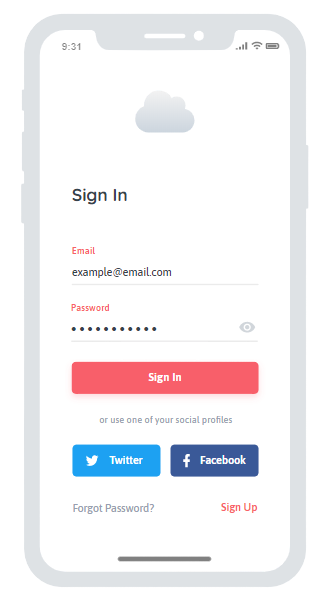 9:31
Sign In
Email
example@email.com
Password
•••••••••••
Sign In
or use one of your social profiles
Twitter
Facebook
Forgot Password?
Sign Up